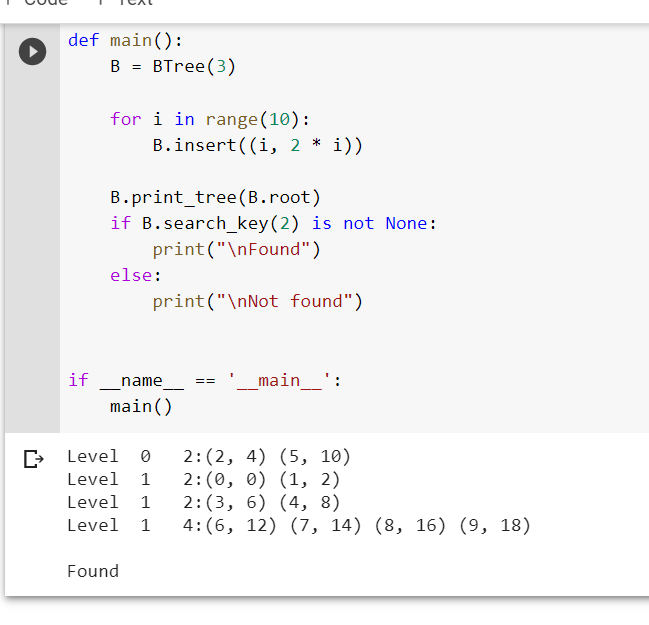 Code Text
def main():
    B = BTree(3)
    for i in range(10):
        B.insert((i, 2 * i))
    B.print_tree(B.root)
    if B.search_key(2) is not None:
        print("\nFound")
    else:
        print("\nNot found")
if __name__ == '__main__':
    main()
Level  0   2:(2, 4) (5, 10)
Level  1   2:(0, 0) (1, 2)
Level  1   2:(3, 6) (4, 8)
Level  1   4:(6, 12) (7, 14) (8, 16) (9, 18)
Found